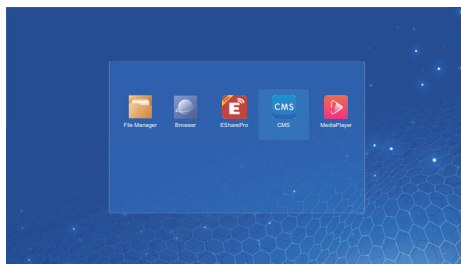 E
CMS
File Manager
Browser
ESharePro
CMS
MediaPlayer